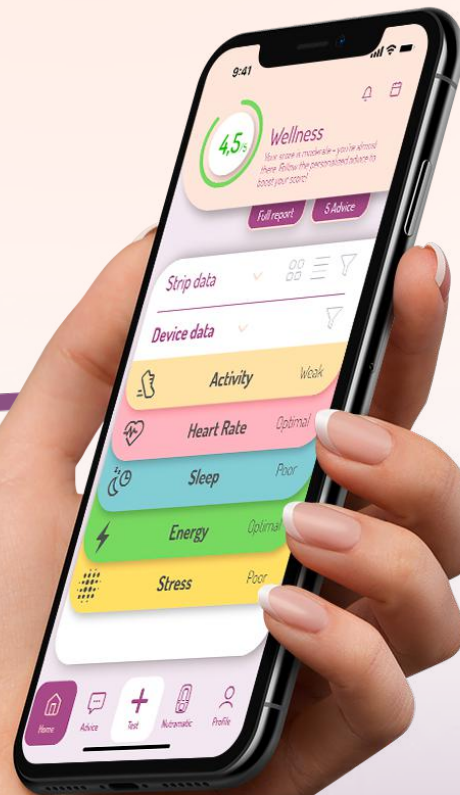 9:41
4,5/5
Wellness
Your score is moderate – you're almost
there. Follow the personalized advice to
boost your score!
Full report
5 Advice
Strip data
Device data
Activity Weak
Heart Rate Optimal
Sleep Poor
Energy Optimal
Stress Poor
Home Advice Test Nutramatic Profile